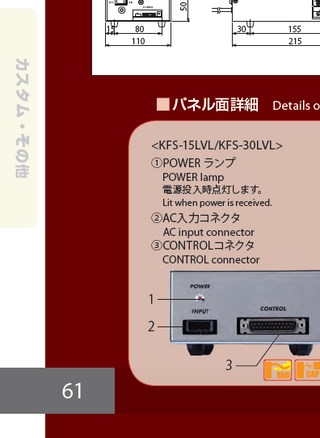 50
80
110
30
155
215
カスタム・その他
■パネル面詳細 Details o
<KFS-15LVL/KFS-30LVL>
①POWER ランプ
POWER lamp
電源投入時点灯します。
Lit when power is received.
②AC入力コネクタ
AC input connector
③CONTROLコネクタ
CONTROL connector
POWER
1
INPUT
CONTROL
2
3
61